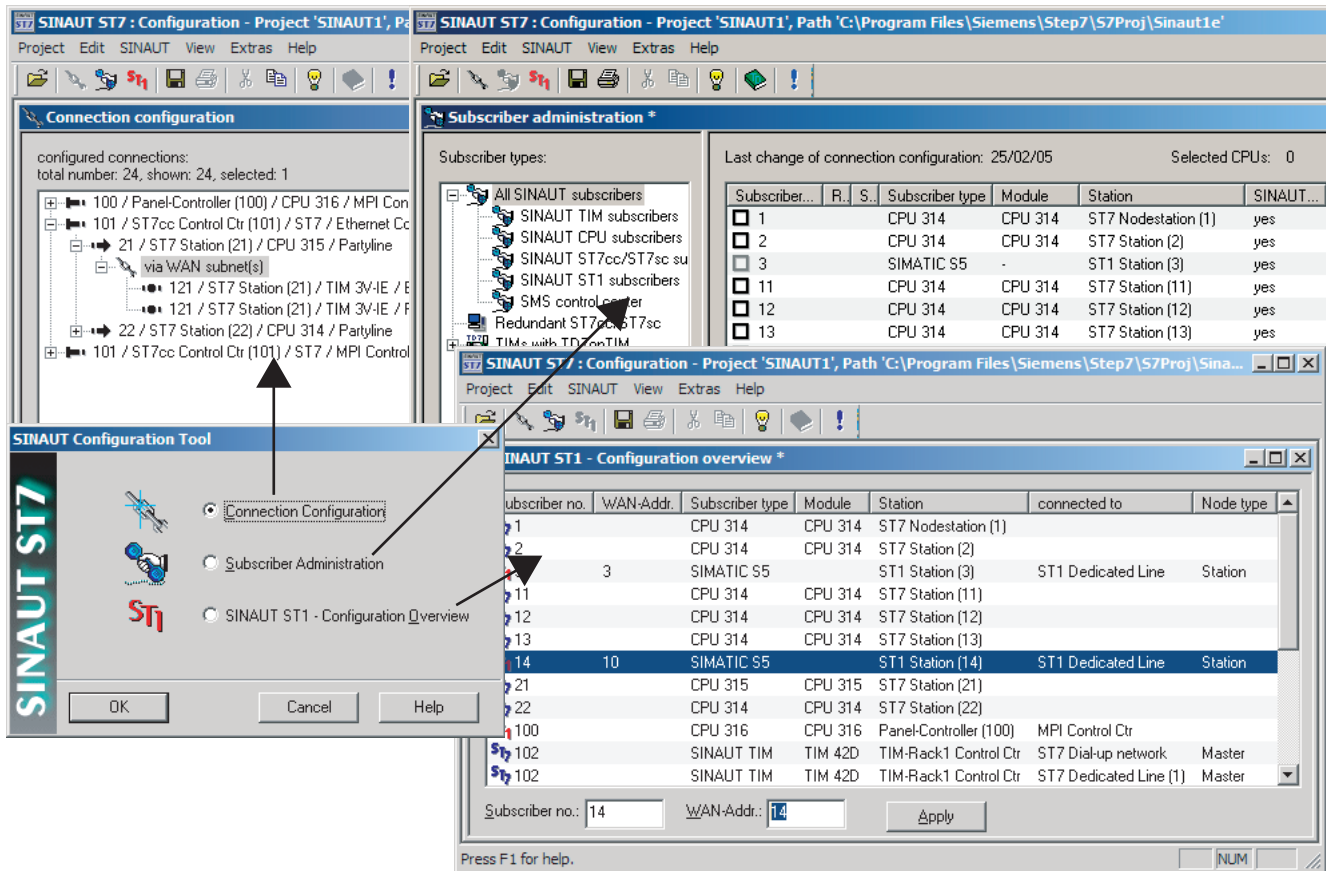 SINAUT ST7 : Configuration - Project 'SINAUT1', Pa
Project Edit SINAUT View Extras Help
Connection configuration
configured connections:
total number: 24, shown: 24, selected: 1
100 / Panel-Controller (100) / CPU 316 / MPI Con
101 / ST7cc Control Ctr (101) / ST7 / Ethernet Co
21 / ST7 Station (21) / CPU 315 / Partyline
via WAN subnet(s)
121 / ST7 Station (21) / TIM 3V-IE / E
121 / ST7 Station (21) / TIM 3V-IE / F
22 / ST7 Station (22) / CPU 314 / Partyline
101 / ST7cc Control Ctr (101) / ST7 / MPI Control
SINAUT ST7 : Configuration - Project 'SINAUT1', Path 'C:\Program Files\Siemens\Step7\S7Proj\Sinaut1e'
Project Edit SINAUT View Extras Help
Subscriber administration *
Subscriber types:
All SINAUT subscribers
SINAUT TIM subscribers
SINAUT CPU subscribers
SINAUT ST7cc/ST7sc su
SINAUT ST1 subscribers
SMS control center
Redundant ST7cc/ST7sc
TIMs with TD7onTIM
Last change of connection configuration: 25/02/05 Selected CPUs: 0
Subscriber... R.. S.. Subscriber type Module Station SINAUT...
1 CPU 314 CPU 314 ST7 Nodestation (1) yes
2 CPU 314 CPU 314 ST7 Station (2) yes
3 SIMATIC S5 - ST1 Station (3) yes
11 CPU 314 CPU 314 ST7 Station (11) yes
12 CPU 314 CPU 314 ST7 Station (12) yes
13 CPU 314 CPU 314 ST7 Station (13) yes
SINAUT ST7 : Configuration - Project 'SINAUT1', Path 'C:\Program Files\Siemens\Step7\S7Proj\Sina...
Project Edit SINAUT View Extras Help
INAUT ST1 - Configuration overview *
ubscriber no. WAN-Addr. Subscriber type Module Station connected to Node type
1 CPU 314 CPU 314 ST7 Nodestation (1)
2 CPU 314 CPU 314 ST7 Station (2)
3 SIMATIC S5 ST1 Station (3) ST1 Dedicated Line Station
11 CPU 314 CPU 314 ST7 Station (11)
12 CPU 314 CPU 314 ST7 Station (12)
13 CPU 314 CPU 314 ST7 Station (13)
14 10 SIMATIC S5 ST1 Station (14) ST1 Dedicated Line Station
21 CPU 315 CPU 315 ST7 Station (21)
22 CPU 314 CPU 314 ST7 Station (22)
100 CPU 316 CPU 316 Panel-Controller (100) MPI Control Ctr
102 SINAUT TIM TIM 42D TIM-Rack1 Control Ctr ST7 Dial-up network Master
102 SINAUT TIM TIM 42D TIM-Rack1 Control Ctr ST7 Dedicated Line (1) Master
Subscriber no.: 14 WAN-Addr.: 14 Apply
Press F1 for help. NUM
SINAUT Configuration Tool
SINAUT ST7
Connection Configuration
Subscriber Administration
ST1 SINAUT ST1 - Configuration Overview
OK Cancel Help